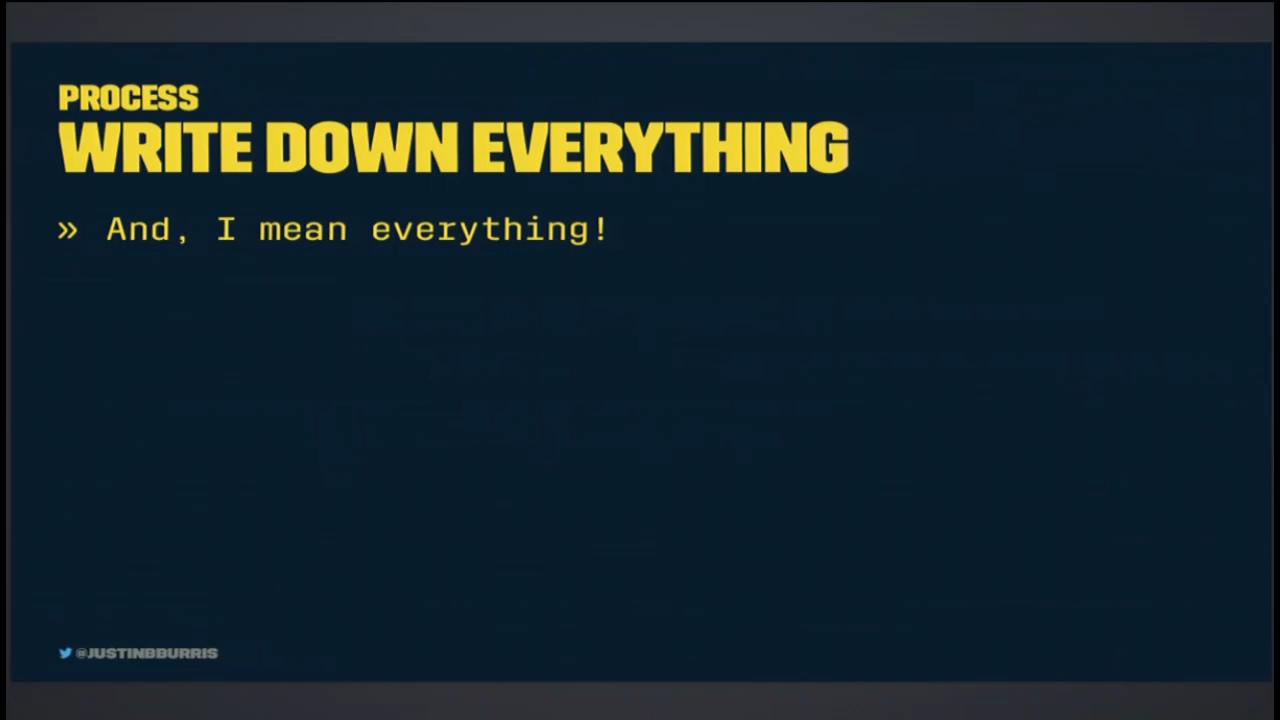 PROCESS
WRITE DOWN EVERYTHING
» And, I mean everything!
@JUSTINBBURRIS